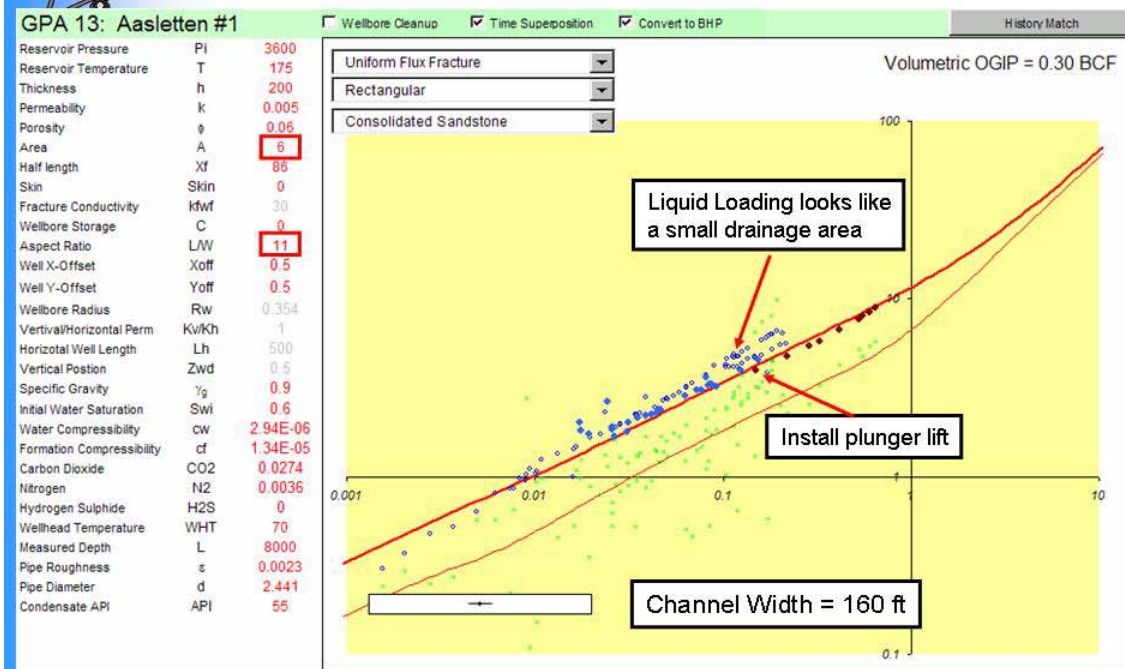 GPA 13: Aasletten #1
Wellbore Cleanup Time Superposition Convert to BHP History Match
Reservoir Pressure Pi 3600
Reservoir Temperature T 175
Thickness h 200
Permeability k 0.005
Porosity ϕ 0.06
Area A 6
Half length Xf 86
Skin Skin 0
Fracture Conductivity kfwf 30
Wellbore Storage C 0
Aspect Ratio L/W 11
Well X-Offset Xoff 0.5
Well Y-Offset Yoff 0.5
Wellbore Radius Rw 0.354
Vertival/Horizontal Perm Kv/Kh 1
Horizotal Well Length Lh 500
Vertical Postion Zwd 0.5
Specific Gravity γg 0.9
Initial Water Saturation Swi 0.6
Water Compressibility cw 2.94E-06
Formation Compressibility cf 1.34E-05
Carbon Dioxide CO2 0.0274
Nitrogen N2 0.0036
Hydrogen Sulphide H2S 0
Wellhead Temperature WHT 70
Measured Depth L 8000
Pipe Roughness ε 0.0023
Pipe Diameter d 2.441
Condensate API API 55
Uniform Flux Fracture
Rectangular
Consolidated Sandstone
Volumetric OGIP = 0.30 BCF
100
Liquid Loading looks like
a small drainage area
10
Install plunger lift
1
0.001 0.01 0.1 1 10
Channel Width = 160 ft
0.1